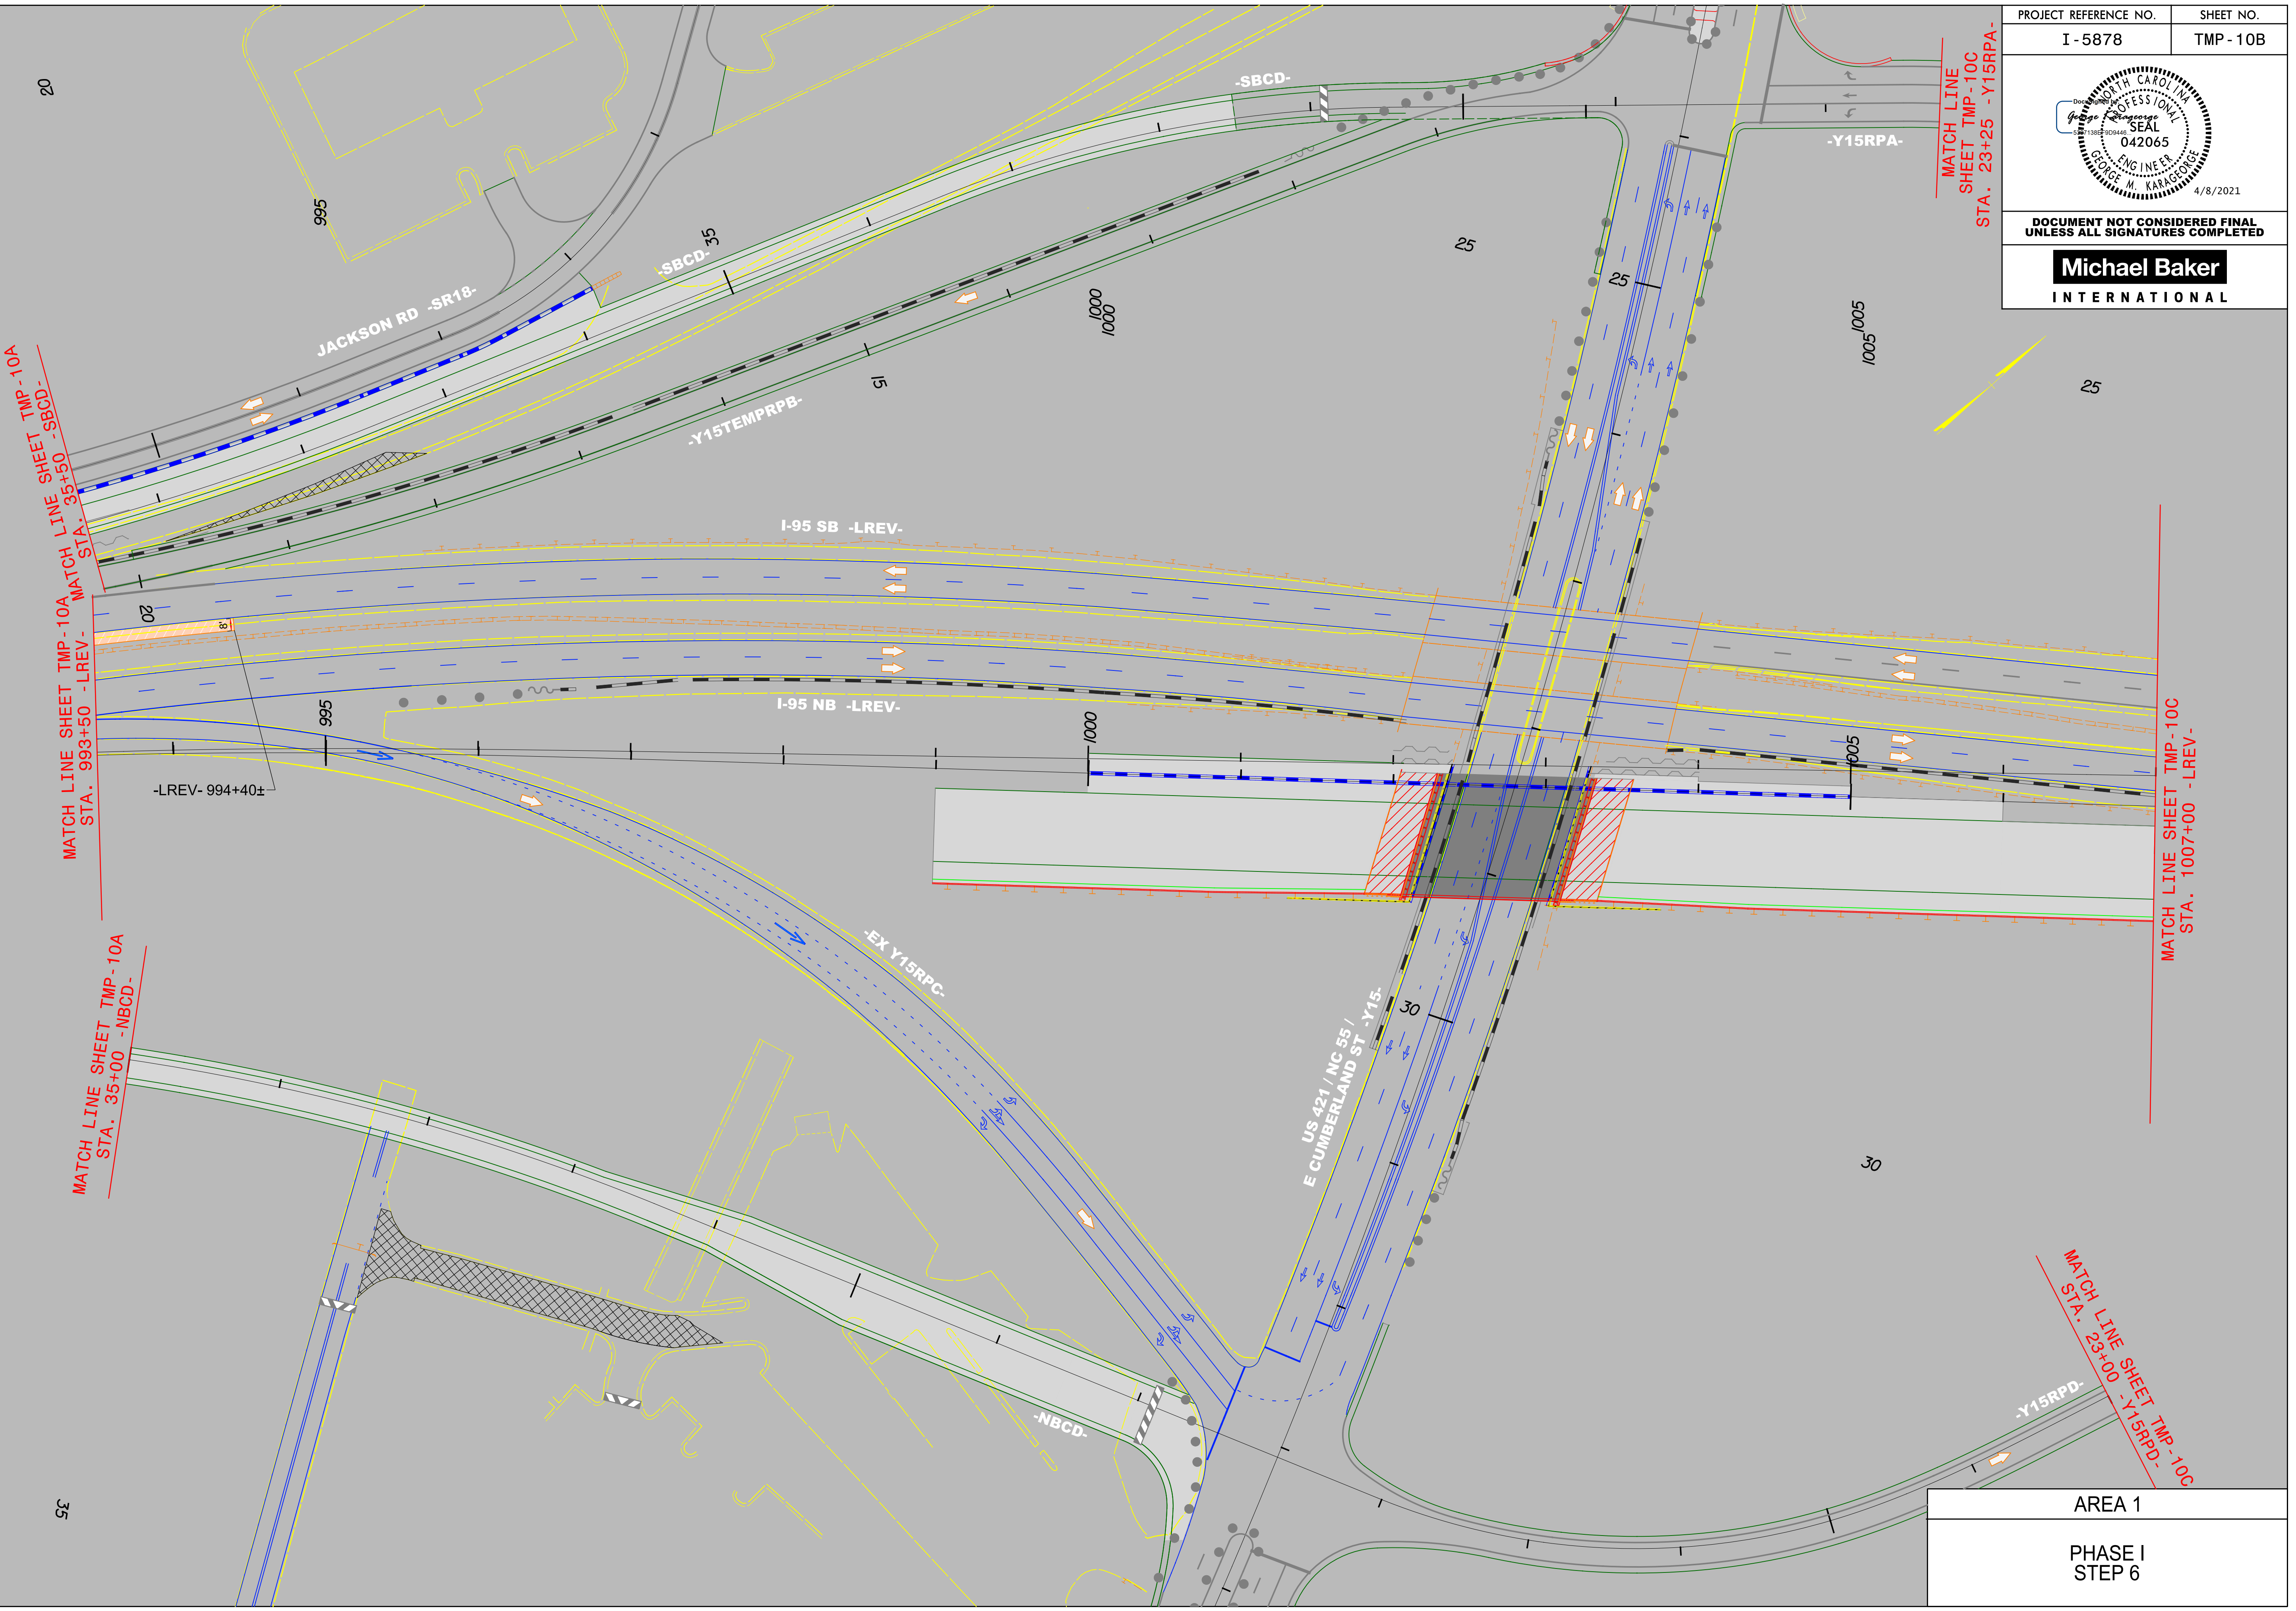 PROJECT REFERENCE NO.
SHEET NO.
I-5878
TMP-10B
NORTH CAROLINA
PROFESSIONAL
SEAL
042065
ENGINEER
GEORGE M. KARAGEORGE
George Karageorge
4/8/2021
DOCUMENT NOT CONSIDERED FINAL
UNLESS ALL SIGNATURES COMPLETED
Michael Baker
INTERNATIONAL
MATCH LINE
SHEET TMP-10C
STA. 23+25 -Y15RPA-
-Y15RPA-
-SBCD-
20
995
35
-SBCD-
JACKSON RD -SR18-
25
25
1000
1000
1005
1005
25
15
-Y15TEMPRPB-
MATCH LINE SHEET TMP-10A
STA. 35+50 -SBCD-
I-95 SB -LREV-
20
8'
MATCH LINE SHEET TMP-10A
STA. 993+50 -LREV-
995
I-95 NB -LREV-
1000
1005
-LREV- 994+40±
MATCH LINE SHEET TMP-10C
STA. 1007+00 -LREV-
-EX Y15RPC-
MATCH LINE SHEET TMP-10A
STA. 35+00 -NBCD-
30
US 421 / NC 55 /
E CUMBERLAND ST -Y15-
30
MATCH LINE SHEET TMP-10C
STA. 23+00 -Y15RPD-
-Y15RPD-
-NBCD-
35
AREA 1
PHASE I
STEP 6